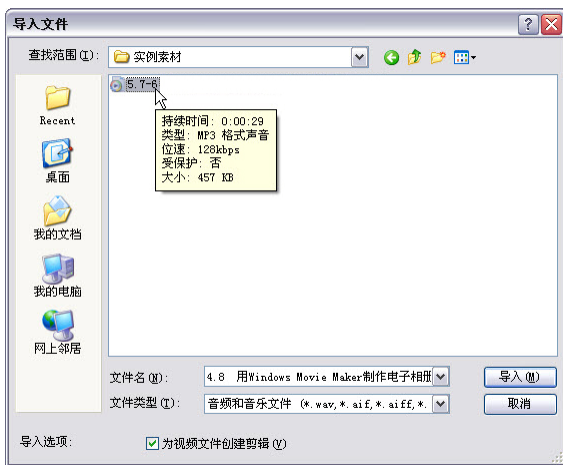 导入文件
查找范围(I):
实例素材
5.7-6
持续时间: 0:00:29
类型: MP3 格式声音
位速: 128kbps
受保护: 否
大小: 457 KB
Recent
桌面
我的文档
我的电脑
网上邻居
文件名(N):
4.8 用Windows Movie Maker制作电子相册
导入(M)
文件类型(T):
音频和音乐文件 (*.wav,*.aif,*.aiff,*.
取消
导入选项:
为视频文件创建剪辑(V)